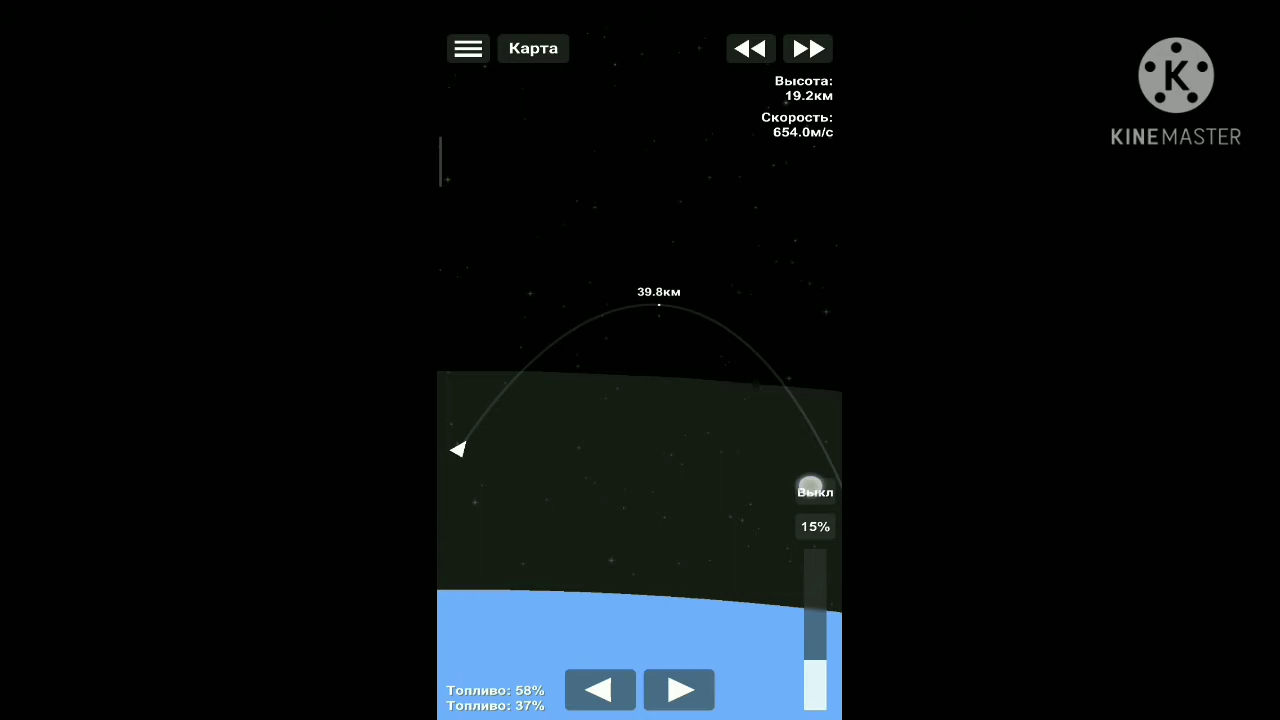 Карта
Высота:
19.2км
Скорость:
654.0м/с
K
KINEMASTER
39.8км
Выкл
15%
Топливо: 58%
Топливо: 37%